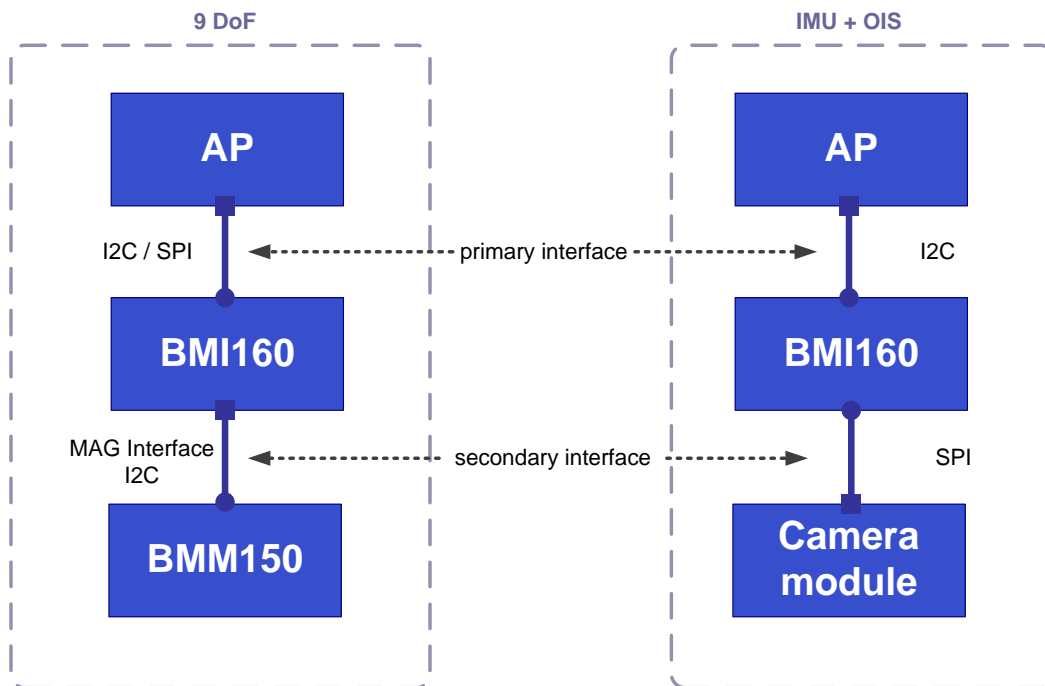 9 DoF
IMU + OIS
AP
AP
I2C / SPI
primary interface
I2C
BMI160
BMI160
MAG Interface
I2C
secondary interface
SPI
BMM150
Camera
module